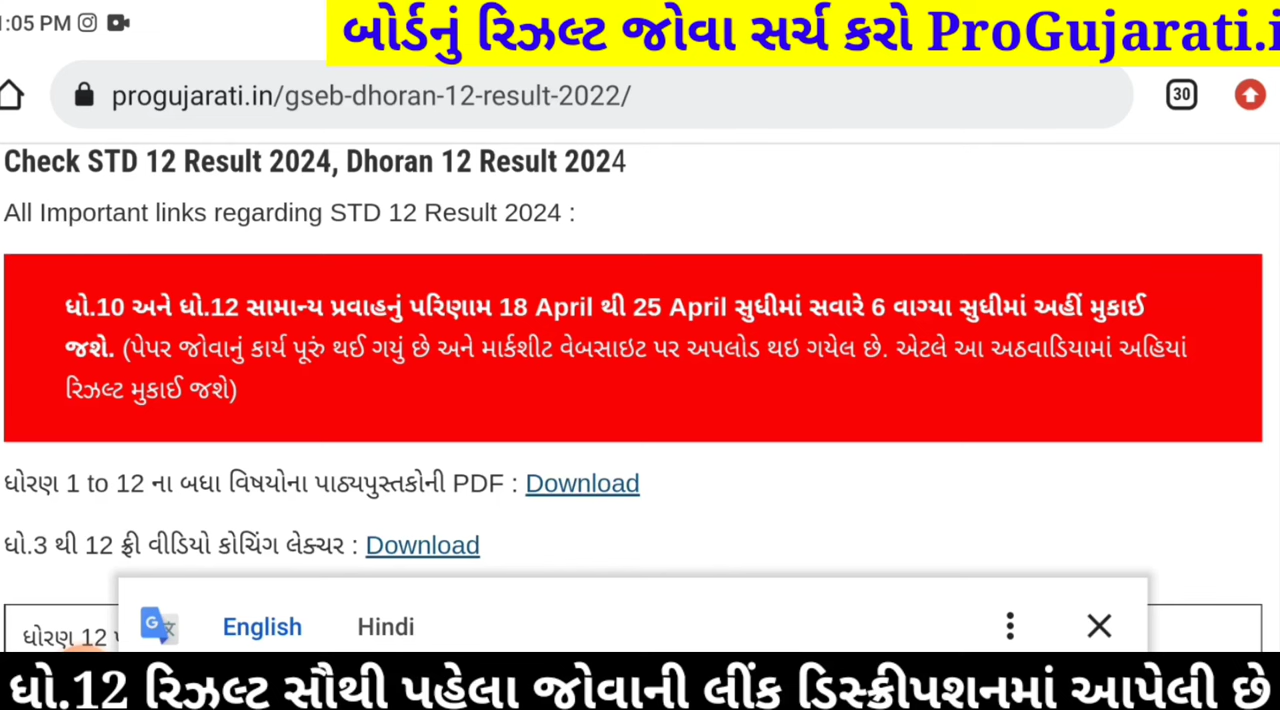 1:05 PM
બોર્ડનું રિઝલ્ટ જોવા સર્ચ કરો ProGujarati.i
progujarati.in/gseb-dhoran-12-result-2022/
30
Check STD 12 Result 2024, Dhoran 12 Result 2024
All Important links regarding STD 12 Result 2024 :
ધો.10 અને ધો.12 સામાન્ય પ્રવાહનું પરિણામ 18 April થી 25 April સુધીમાં સવારે 6 વાગ્યા સુધીમાં અહીં મુકાઈ
જશે. (પેપર જોવાનું કાર્ય પૂરું થઈ ગયું છે અને માર્કશીટ વેબસાઇટ પર અપલોડ થઇ ગયેલ છે. એટલે આ અઠવાડિયામાં અહિયાં
રિઝલ્ટ મુકાઈ જશે)
ધોરણ 1 to 12 ના બધા વિષયોના પાઠ્યપુસ્તકોની PDF : Download
ધો.3 થી 12 ફ્રી વીડિયો કોચિંગ લેક્ચર : Download
ધોરણ 12
English Hindi
ધો.12 રિઝલ્ટ સૌથી પહેલા જોવાની લીંક ડિસ્ક્રીપશનમાં આપેલી છે